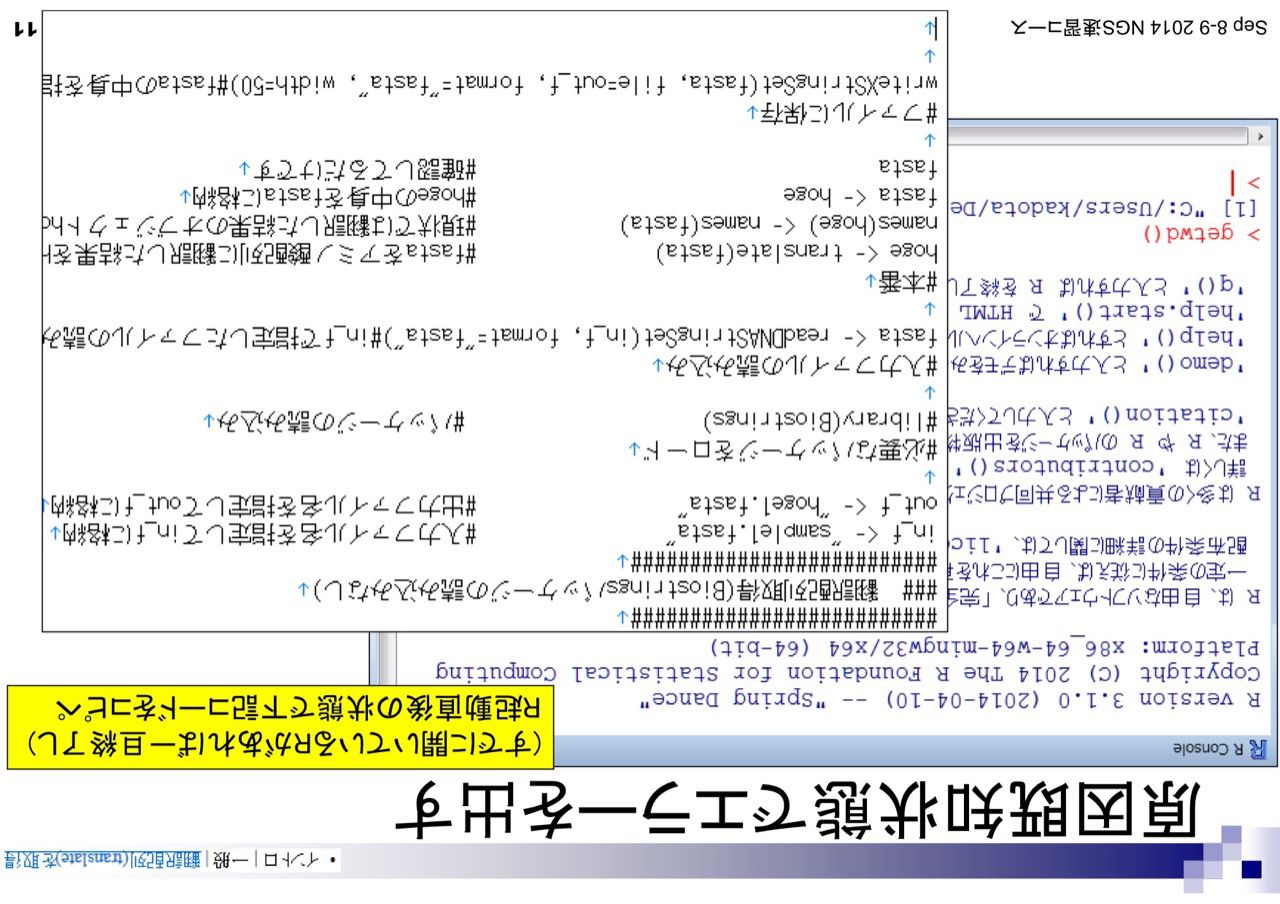 ・イントロ | 一般 | 翻訳配列(translate)を取得
原因既知状態でエラーを出す
(すでに開いているRがあれば一旦終了し)
R起動直後の状態で下記コードをコピペ
R Console
R version 3.1.0 (2014-04-10) -- "Spring Dance"
Copyright (C) 2014 The R Foundation for Statistical Computing
Platform: x86_64-w64-mingw32/x64 (64-bit)
R は、自由なソフトウェアであり、「完全
一定の条件に従えば、自由にこれを再
配布条件の詳細に関しては、'lice
R は多くの貢献者による共同プロジェク
詳しくは 'contributors()'
また、R や R のパッケージを出版物
'citation()' と入力してくださ
'demo()' と入力すればデモをみ
'help()' とすればオンラインヘル
'help.start()' で HTML
'q()' と入力すれば R を終了し
> getwd()
[1] "C:/Users/kadota/De
>
##########################↓
### 翻訳配列取得(Biostringsパッケージの読み込みなし)↓
##########################↓
in_f <- "sample1.fasta" #入力ファイル名を指定してin_fに格納↓
out_f <- "hoge1.fasta" #出力ファイル名を指定してout_fに格納↓
↓
#必要なパッケージをロード↓
#library(Biostrings) #パッケージの読み込み↓
↓
#入力ファイルの読み込み↓
fasta <- readDNAStringSet(in_f, format="fasta")#in_fで指定したファイルの読み
↓
#本番↓
hoge <- translate(fasta) #fastaをアミノ酸配列に翻訳した結果をh
names(hoge) <- names(fasta) #現状では翻訳した結果のオブジェクトho
fasta <- hoge #hogeの中身をfastaに格納↓
fasta #確認してるだけです↓
↓
#ファイルに保存↓
writeXStringSet(fasta, file=out_f, format="fasta", width=50)#fastaの中身を指
↓
↓
Sep 8-9 2014 NGS速習コース
11